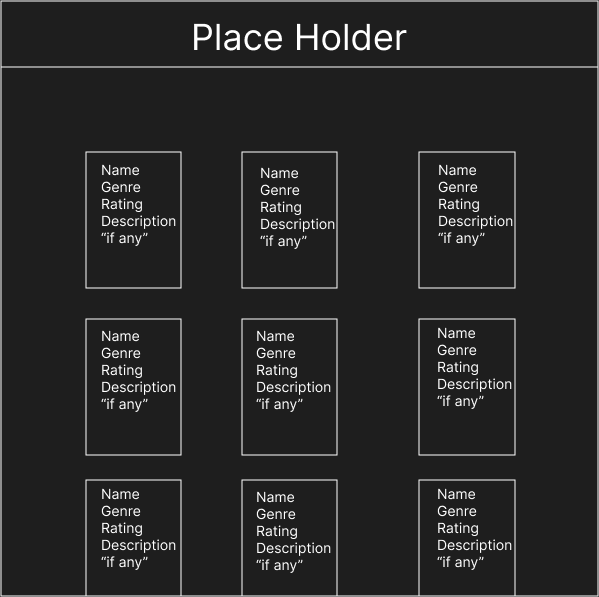 Place Holder
Name
Genre
Rating
Description
“if any”
Name
Genre
Rating
Description
“if any”
Name
Genre
Rating
Description
“if any”
Name
Genre
Rating
Description
“if any”
Name
Genre
Rating
Description
“if any”
Name
Genre
Rating
Description
“if any”
Name
Genre
Rating
Description
“if any”
Name
Genre
Rating
Description
“if any”
Name
Genre
Rating
Description
“if any”